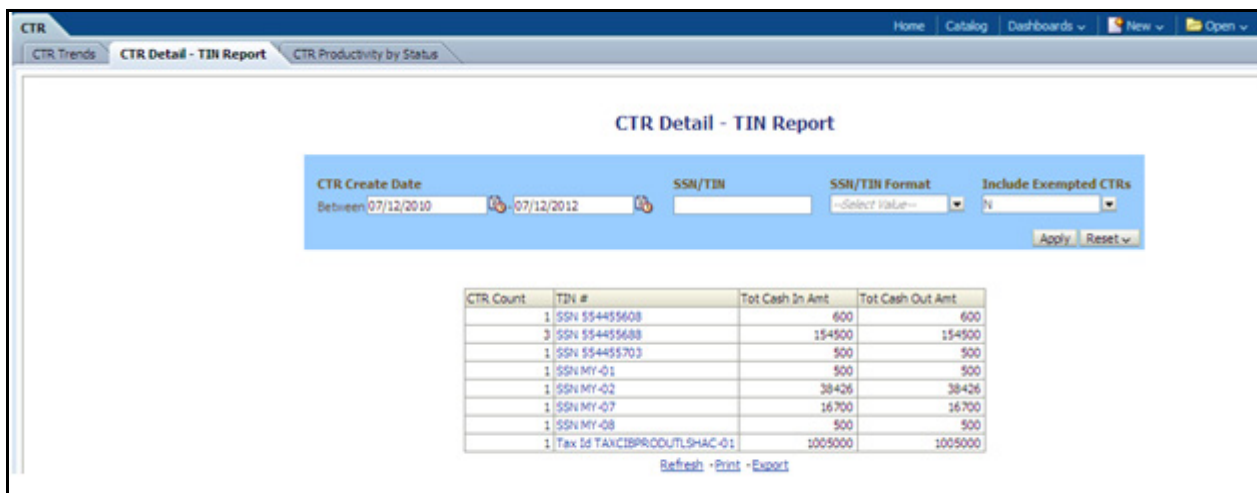 CTR
Home Catalog Dashboards New Open
CTR Trends CTR Detail - TIN Report CTR Productivity by Status
CTR Detail - TIN Report
CTR Create Date SSN/TIN SSN/TIN Format Include Exempted CTRs
Between 07/12/2010 - 07/12/2012 --Select Value-- N
Apply Reset
CTR Count TIN # Tot Cash In Amt Tot Cash Out Amt
1 SSN 554455608 600 600
3 SSN 554455688 154500 154500
1 SSN 554455703 500 500
1 SSN MY-01 500 500
1 SSN MY-02 38426 38426
1 SSN MY-07 16700 16700
1 SSN MY-08 500 500
1 Tax Id TAXCIBPRODUTLSHAC-01 1005000 1005000
Refresh - Print - Export